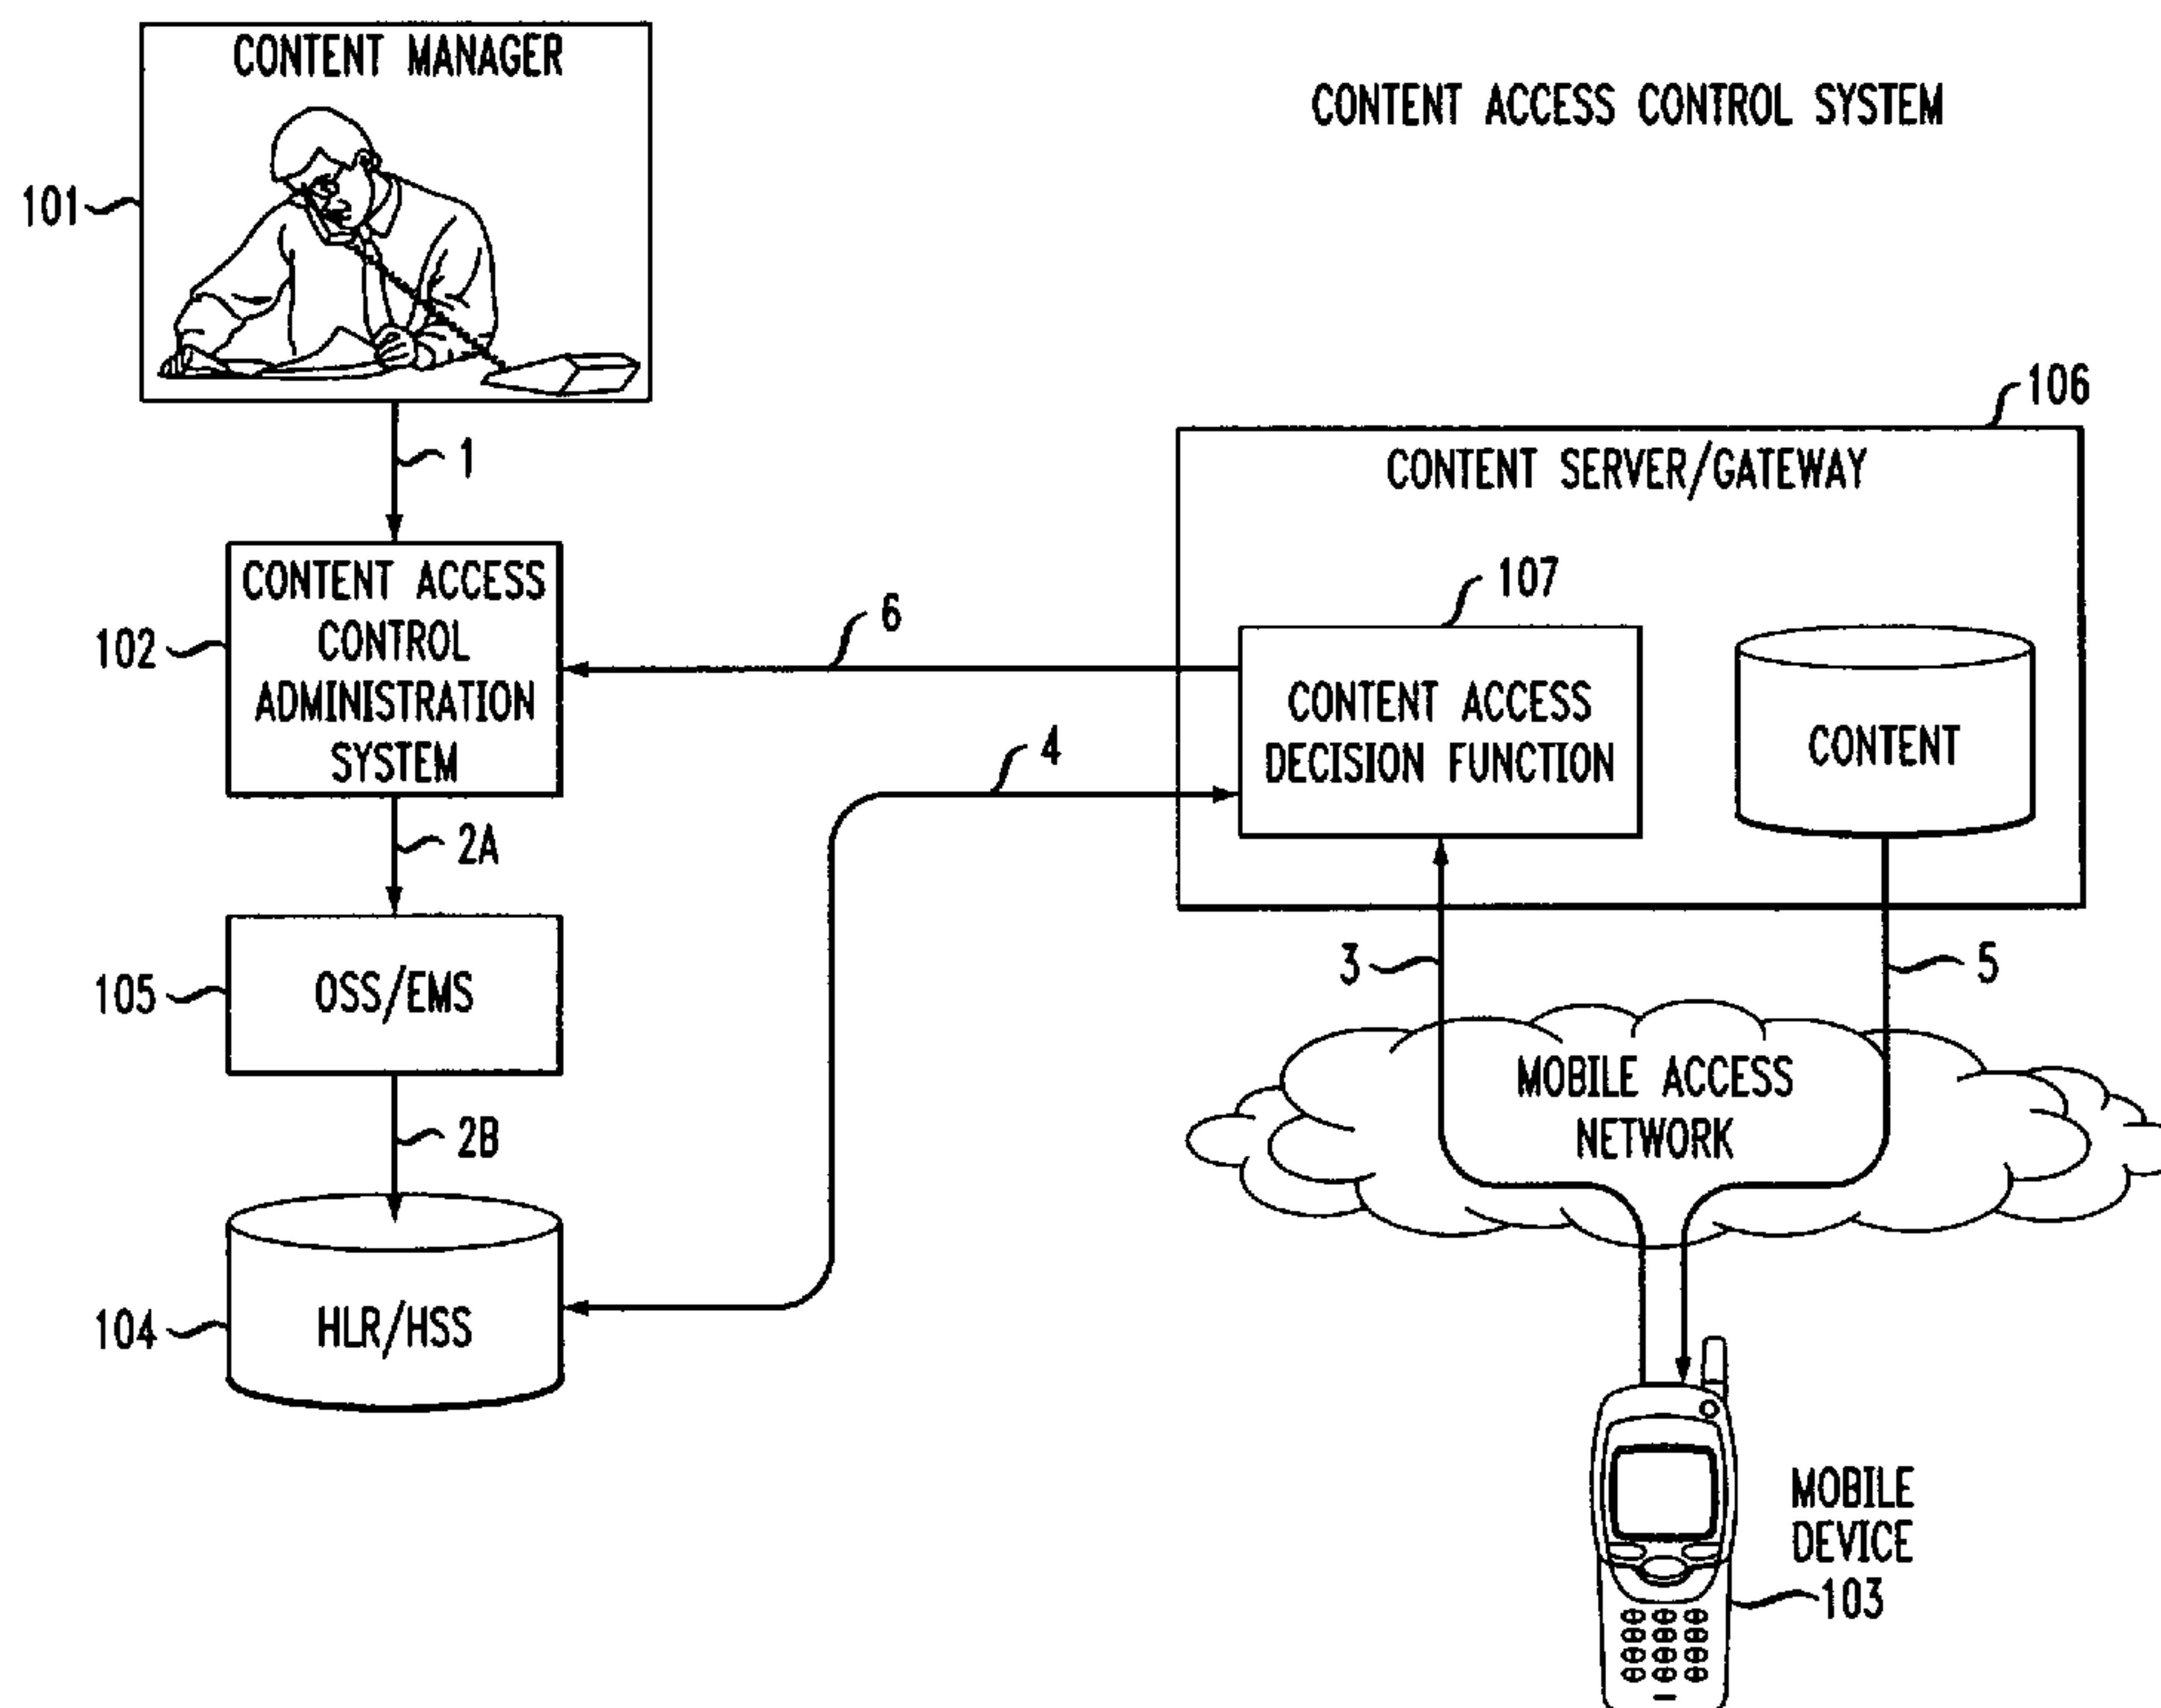 CONTENT MANAGER
CONTENT ACCESS CONTROL SYSTEM
101
1
106
CONTENT SERVER/GATEWAY
CONTENT ACCESS
CONTROL
ADMINISTRATION
SYSTEM
102
6
107
CONTENT ACCESS
DECISION FUNCTION
CONTENT
4
2A
OSS/EMS
105
3
5
MOBILE ACCESS
NETWORK
2B
HLR/HSS
104
MOBILE
DEVICE
103